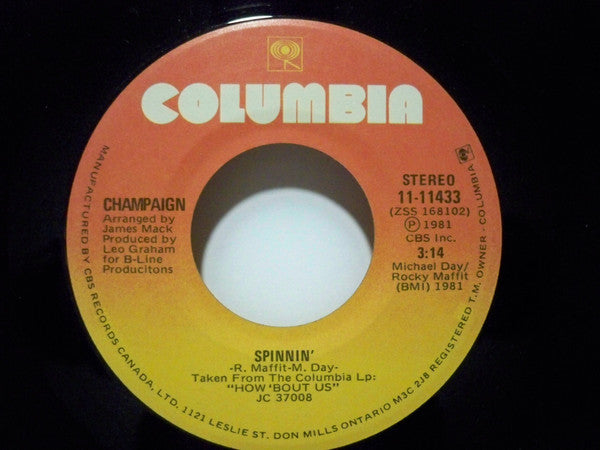 COLUMBIA
CHAMPAIGN
Arranged by
James Mack
Produced by
Leo Graham
for B-Line
Producitons
STEREO
11-11433
(ZSS 168102)
Ⓟ 1981
CBS Inc.
3:14
Michael Day/
Rocky Maffit
(BMI) 1981
SPINNIN'
-R. Maffit-M. Day-
Taken From The Columbia Lp:
"HOW 'BOUT US"
JC 37008
MANUFACTURED BY CBS RECORDS CANADA, LTD. 1121 LESLIE ST. DON MILLS ONTARIO M3C 2J8 REGISTERED T.M. OWNER - COLUMBIA